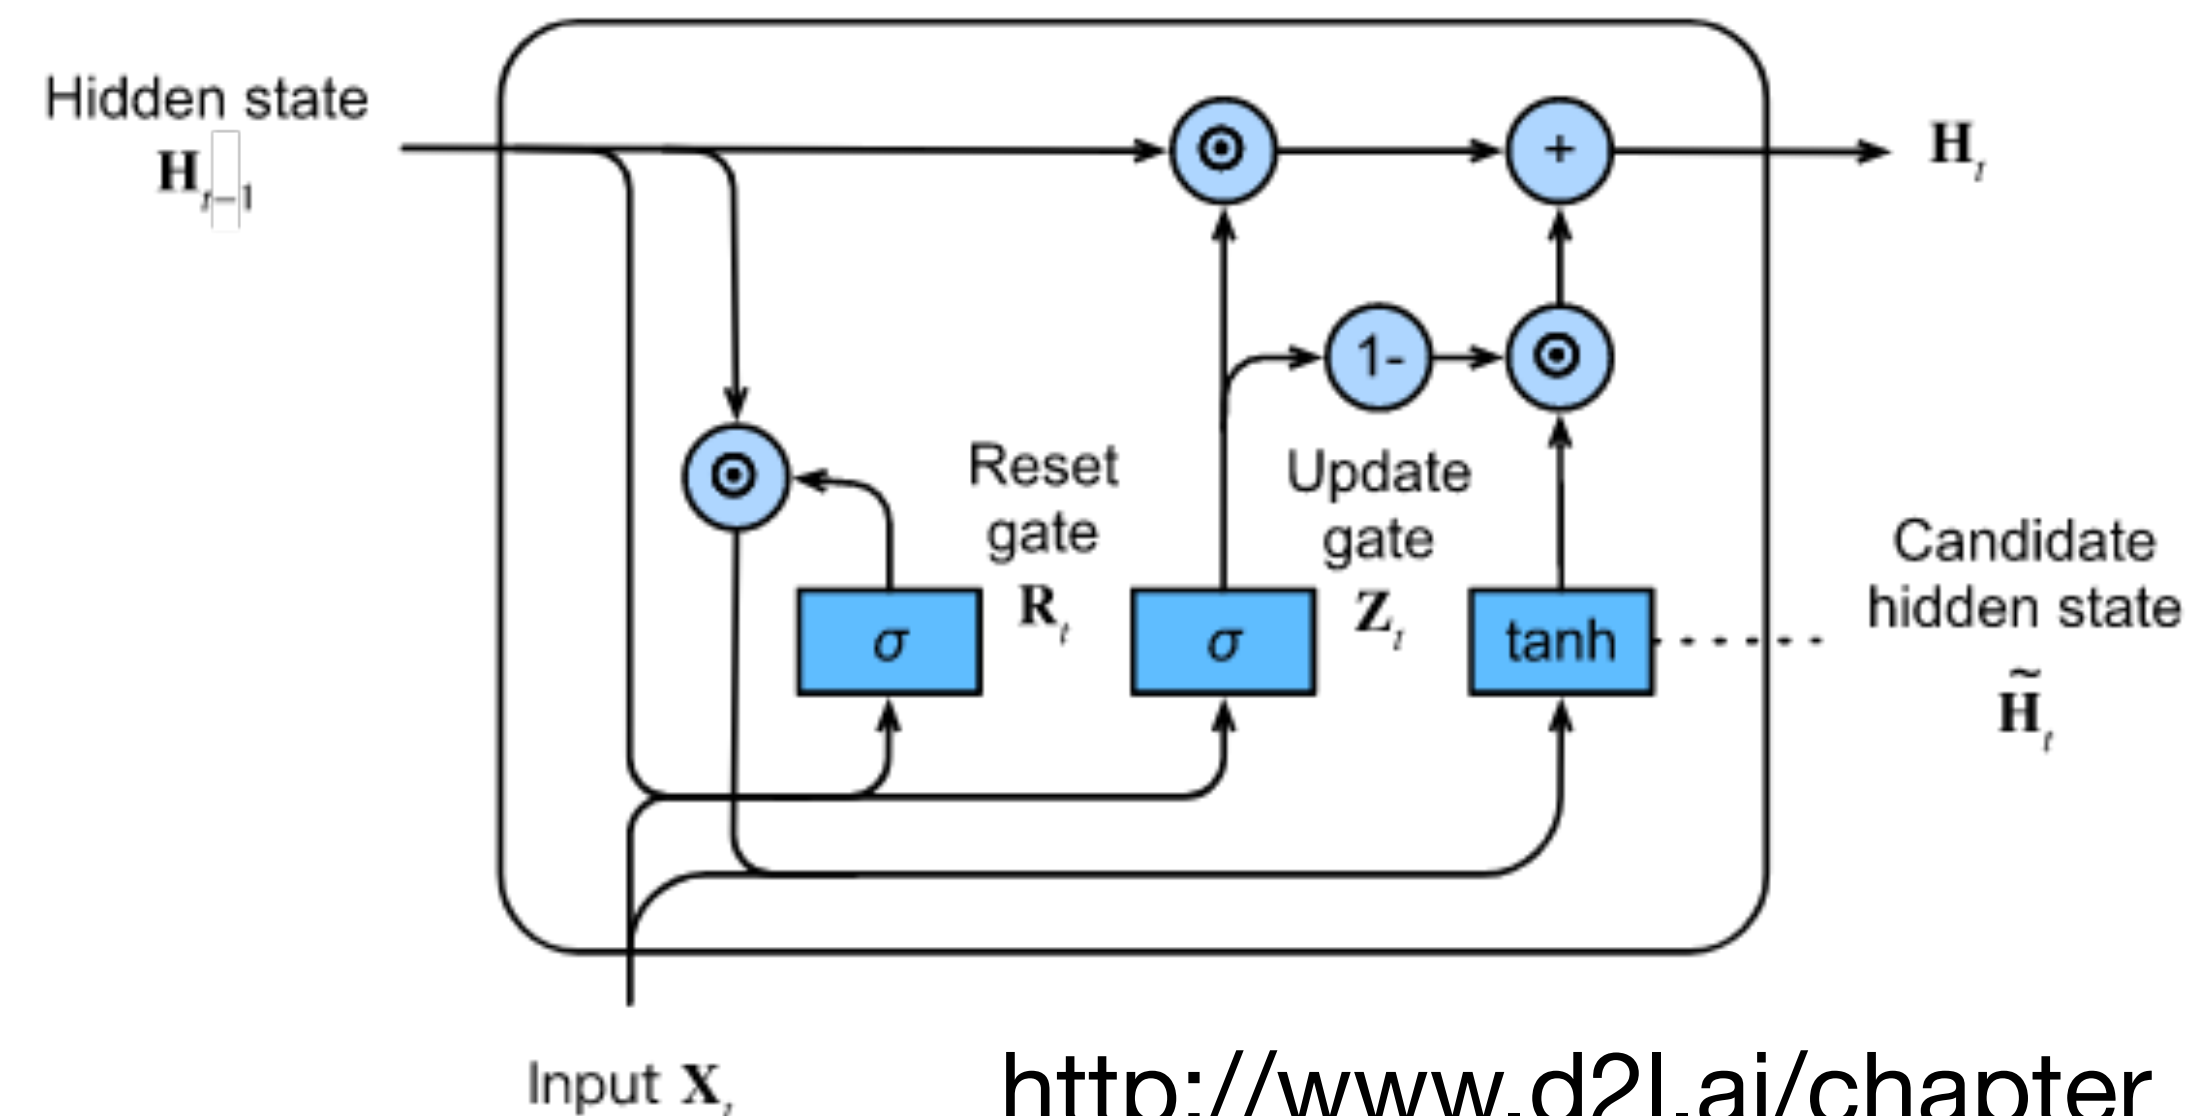 Hidden state
H_{t-1}
⊙
+
H_t
1-
⊙
⊙
Reset
gate
R_t
Update
gate
Z_t
Candidate
hidden state
H̃_t
σ
σ
tanh
Input X_t
http://www.d2l.ai/chapter